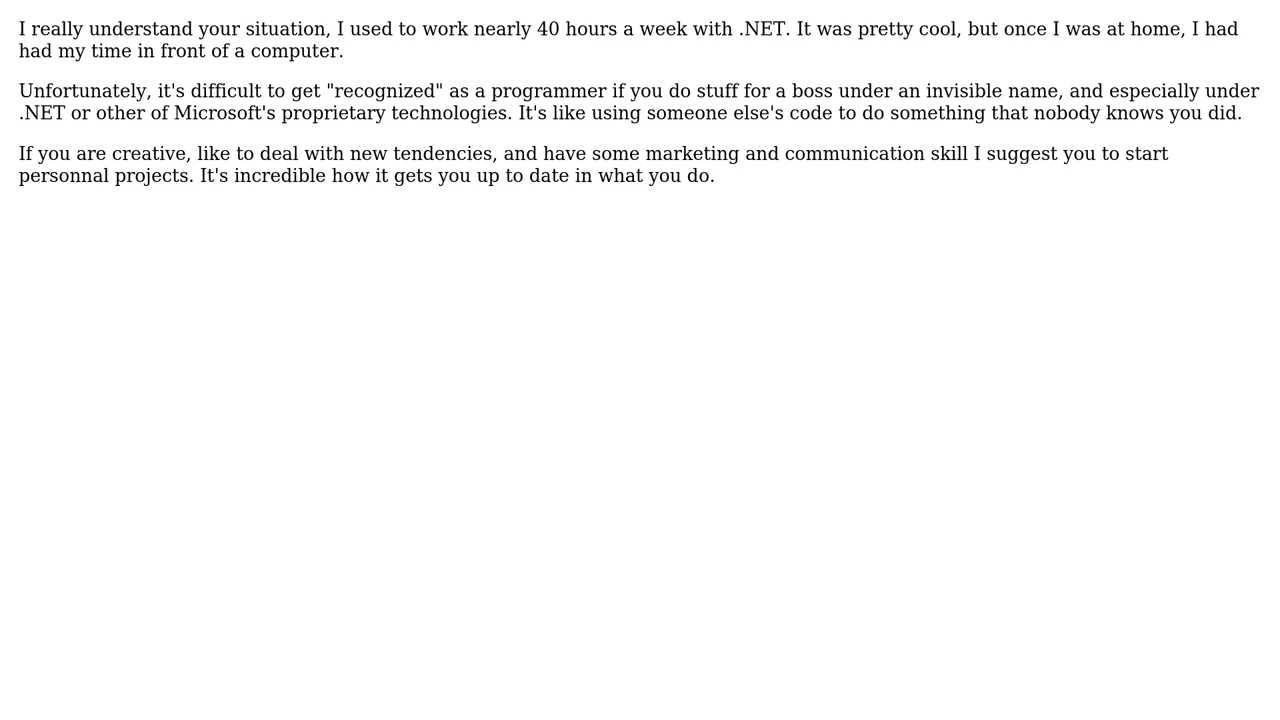 I really understand your situation, I used to work nearly 40 hours a week with .NET. It was pretty cool, but once I was at home, I had
had my time in front of a computer.
Unfortunately, it's difficult to get "recognized" as a programmer if you do stuff for a boss under an invisible name, and especially under
.NET or other of Microsoft's proprietary technologies. It's like using someone else's code to do something that nobody knows you did.
If you are creative, like to deal with new tendencies, and have some marketing and communication skill I suggest you to start
personnal projects. It's incredible how it gets you up to date in what you do.